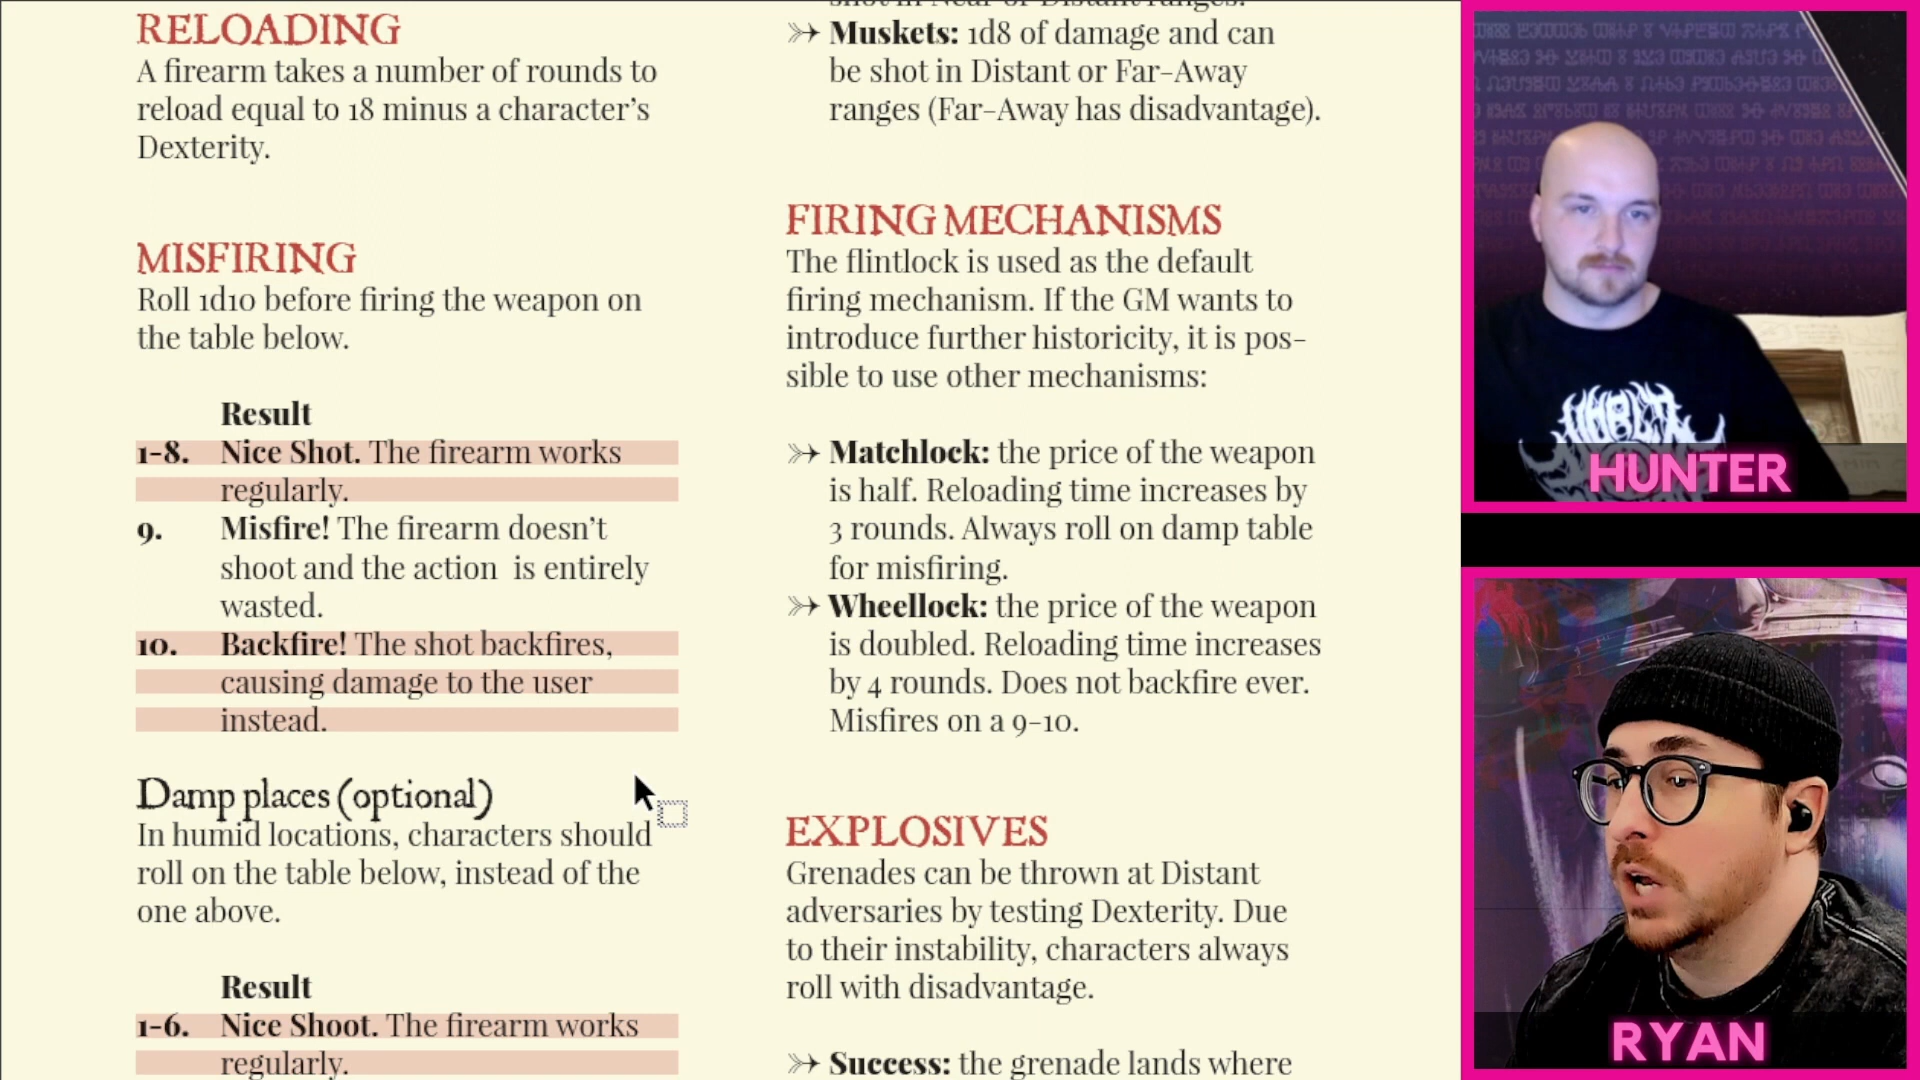 RELOADING
A firearm takes a number of rounds to
reload equal to 18 minus a character’s
Dexterity.
MISFIRING
Roll 1d10 before firing the weapon on
the table below.
Result
1-8. Nice Shot. The firearm works
regularly.
9. Misfire! The firearm doesn’t
shoot and the action is entirely
wasted.
10. Backfire! The shot backfires,
causing damage to the user
instead.
Damp places (optional)
In humid locations, characters should
roll on the table below, instead of the
one above.
Result
1-6. Nice Shoot. The firearm works
regularly.
shot in Near or Distant ranges.
Muskets: 1d8 of damage and can
be shot in Distant or Far-Away
ranges (Far-Away has disadvantage).
FIRING MECHANISMS
The flintlock is used as the default
firing mechanism. If the GM wants to
introduce further historicity, it is pos-
sible to use other mechanisms:
Matchlock: the price of the weapon
is half. Reloading time increases by
3 rounds. Always roll on damp table
for misfiring.
Wheellock: the price of the weapon
is doubled. Reloading time increases
by 4 rounds. Does not backfire ever.
Misfires on a 9-10.
EXPLOSIVES
Grenades can be thrown at Distant
adversaries by testing Dexterity. Due
to their instability, characters always
roll with disadvantage.
Success: the grenade lands where
HUNTER
RYAN